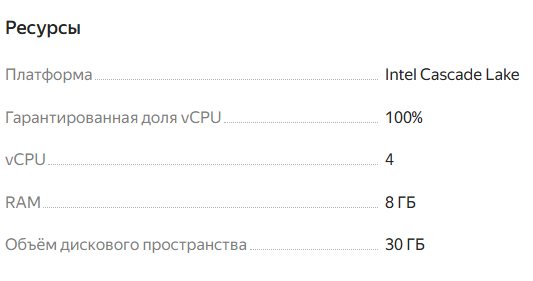 Ресурсы
Платформа Intel Cascade Lake
Гарантированная доля vCPU 100%
vCPU 4
RAM 8 ГБ
Объём дискового пространства 30 ГБ